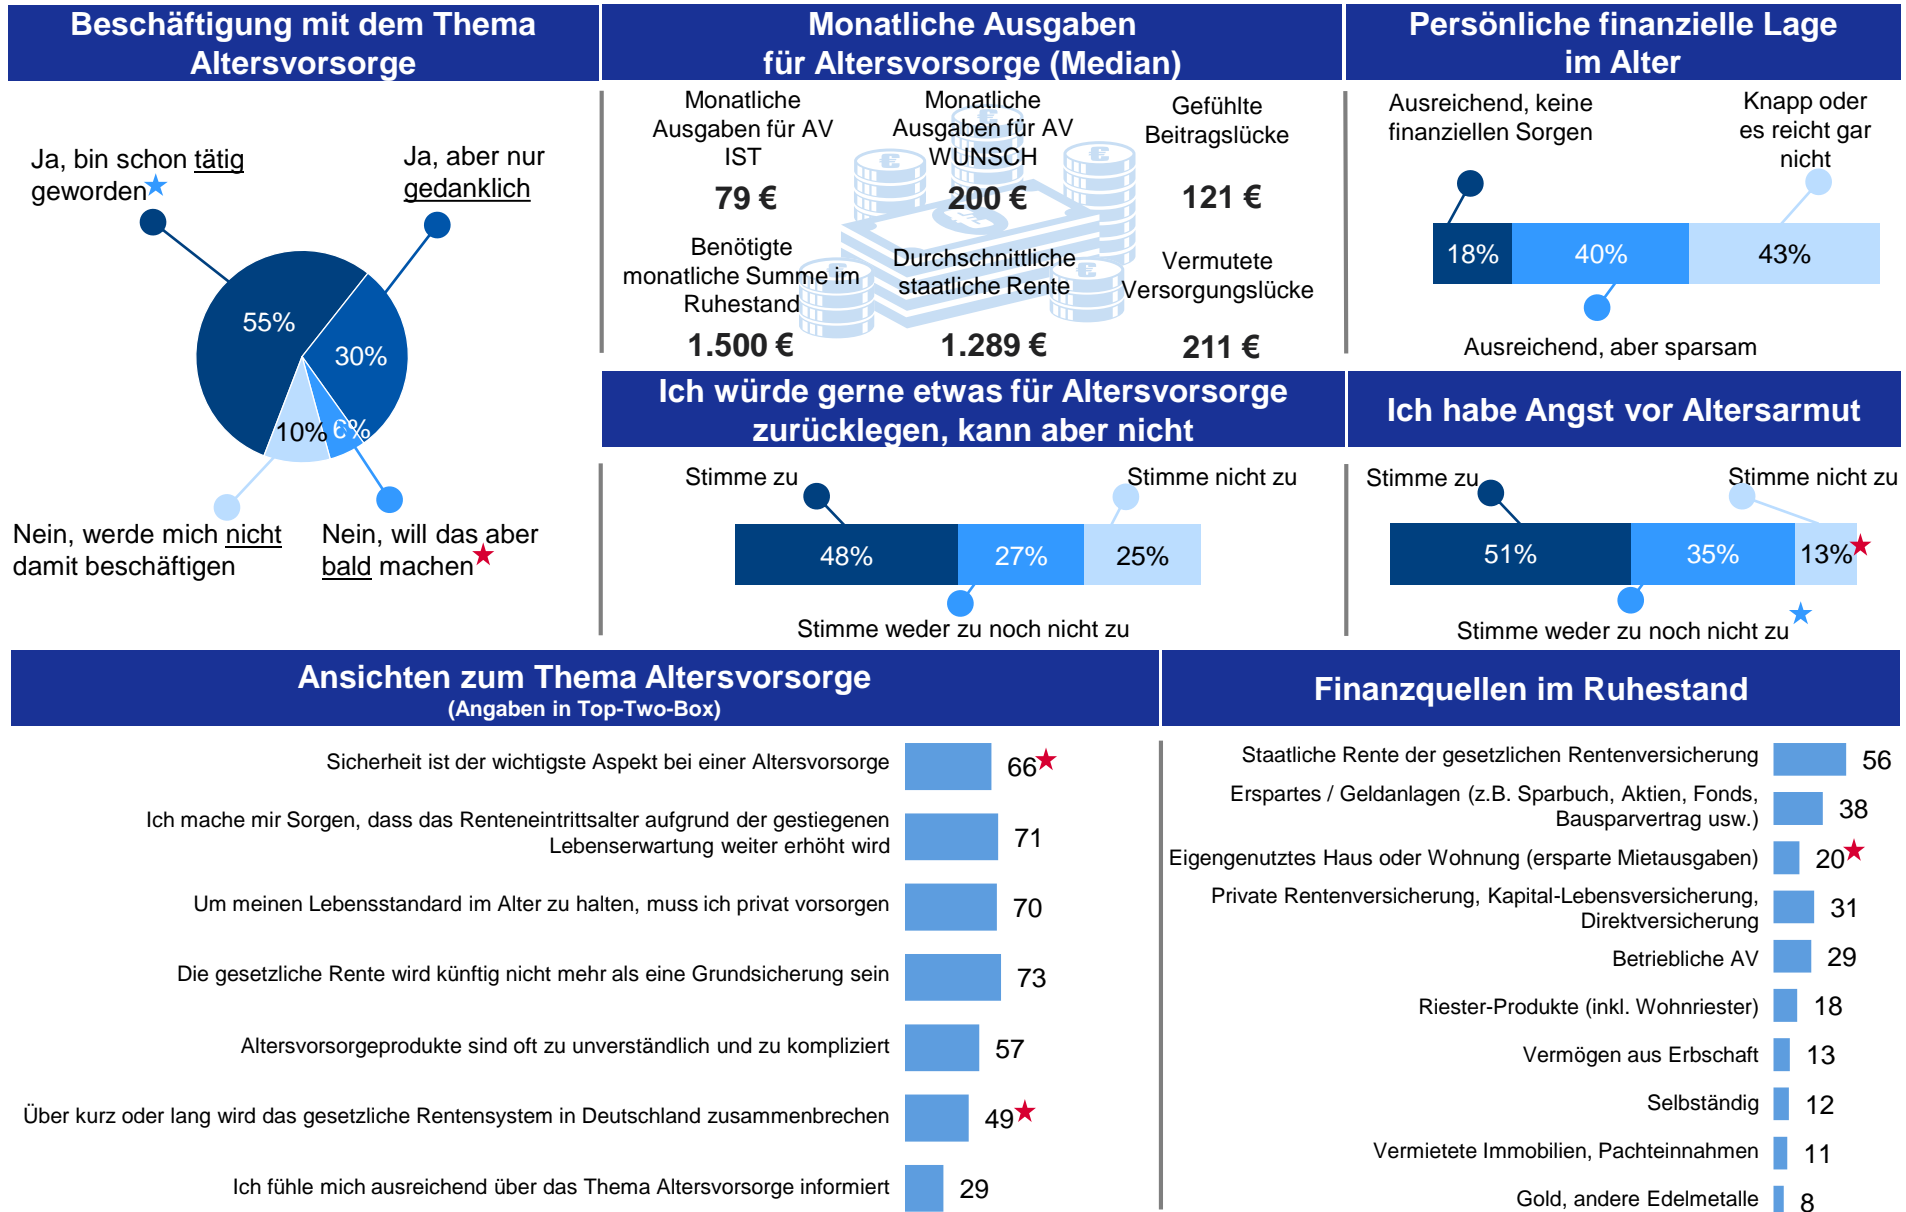 Beschäftigung mit dem Thema
Altersvorsorge
Ja, bin schon tätig
geworden
Ja, aber nur
gedanklich
55%
30%
10%
6%
Nein, werde mich nicht
damit beschäftigen
Nein, will das aber
bald machen
Monatliche Ausgaben
für Altersvorsorge (Median)
Monatliche
Ausgaben für AV
IST
79 €
Monatliche
Ausgaben für AV
WUNSCH
200 €
Gefühlte
Beitragslücke
121 €
Benötigte
monatliche Summe im
Ruhestand
1.500 €
Durchschnittliche
staatliche Rente
1.289 €
Vermutete
Versorgungslücke
211 €
Persönliche finanzielle Lage
im Alter
Ausreichend, keine
finanziellen Sorgen
Knapp oder
es reicht gar
nicht
18%
40%
43%
Ausreichend, aber sparsam
Ich würde gerne etwas für Altersvorsorge
zurücklegen, kann aber nicht
Stimme zu
Stimme nicht zu
48%
27%
25%
Stimme weder zu noch nicht zu
Ich habe Angst vor Altersarmut
Stimme zu
Stimme nicht zu
51%
35%
13%
Stimme weder zu noch nicht zu
Ansichten zum Thema Altersvorsorge
(Angaben in Top-Two-Box)
Sicherheit ist der wichtigste Aspekt bei einer Altersvorsorge
66
Ich mache mir Sorgen, dass das Renteneintrittsalter aufgrund der gestiegenen
Lebenserwartung weiter erhöht wird
71
Um meinen Lebensstandard im Alter zu halten, muss ich privat vorsorgen
70
Die gesetzliche Rente wird künftig nicht mehr als eine Grundsicherung sein
73
Altersvorsorgeprodukte sind oft zu unverständlich und zu kompliziert
57
Über kurz oder lang wird das gesetzliche Rentensystem in Deutschland zusammenbrechen
49
Ich fühle mich ausreichend über das Thema Altersvorsorge informiert
29
Finanzquellen im Ruhestand
Staatliche Rente der gesetzlichen Rentenversicherung
56
Erspartes / Geldanlagen (z.B. Sparbuch, Aktien, Fonds,
Bausparvertrag usw.)
38
Eigengenutztes Haus oder Wohnung (ersparte Mietausgaben)
20
Private Rentenversicherung, Kapital-Lebensversicherung,
Direktversicherung
31
Betriebliche AV
29
Riester-Produkte (inkl. Wohnriester)
18
Vermögen aus Erbschaft
13
Selbständig
12
Vermietete Immobilien, Pachteinnahmen
11
Gold, andere Edelmetalle
8